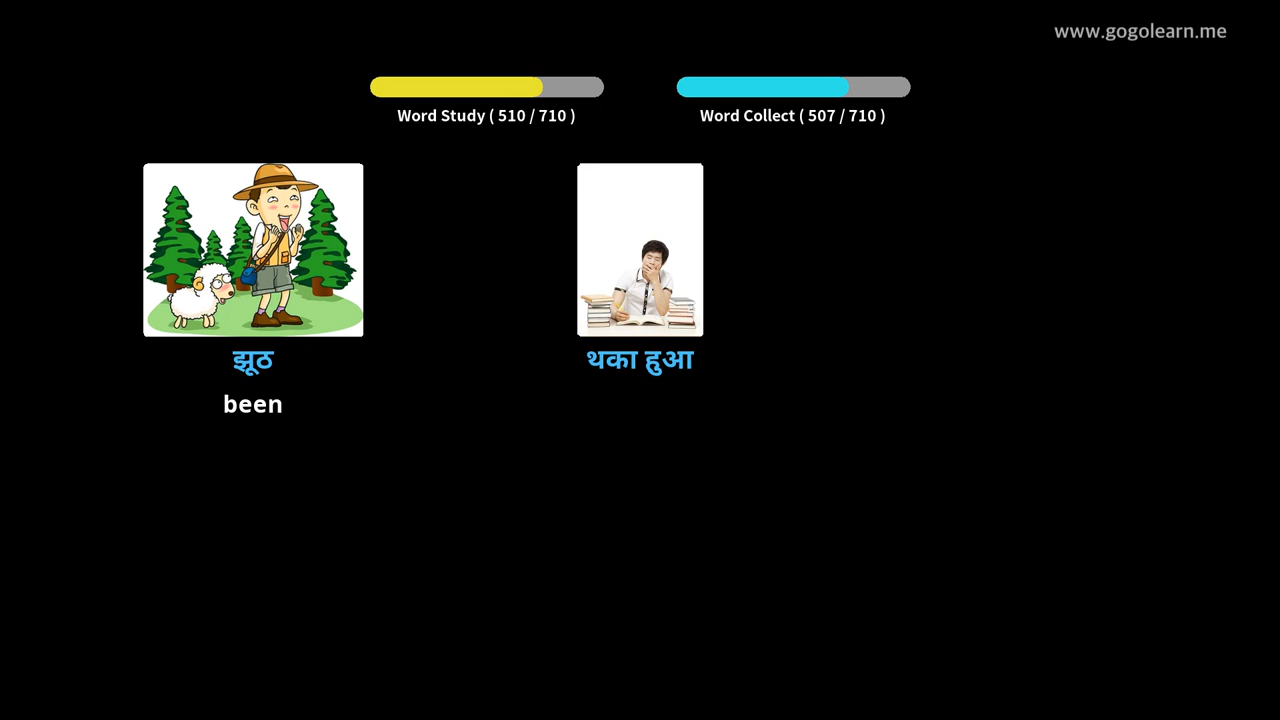 www.gogolearn.me
Word Study ( 510 / 710 )
Word Collect ( 507 / 710 )
झूठ
थका हुआ
been